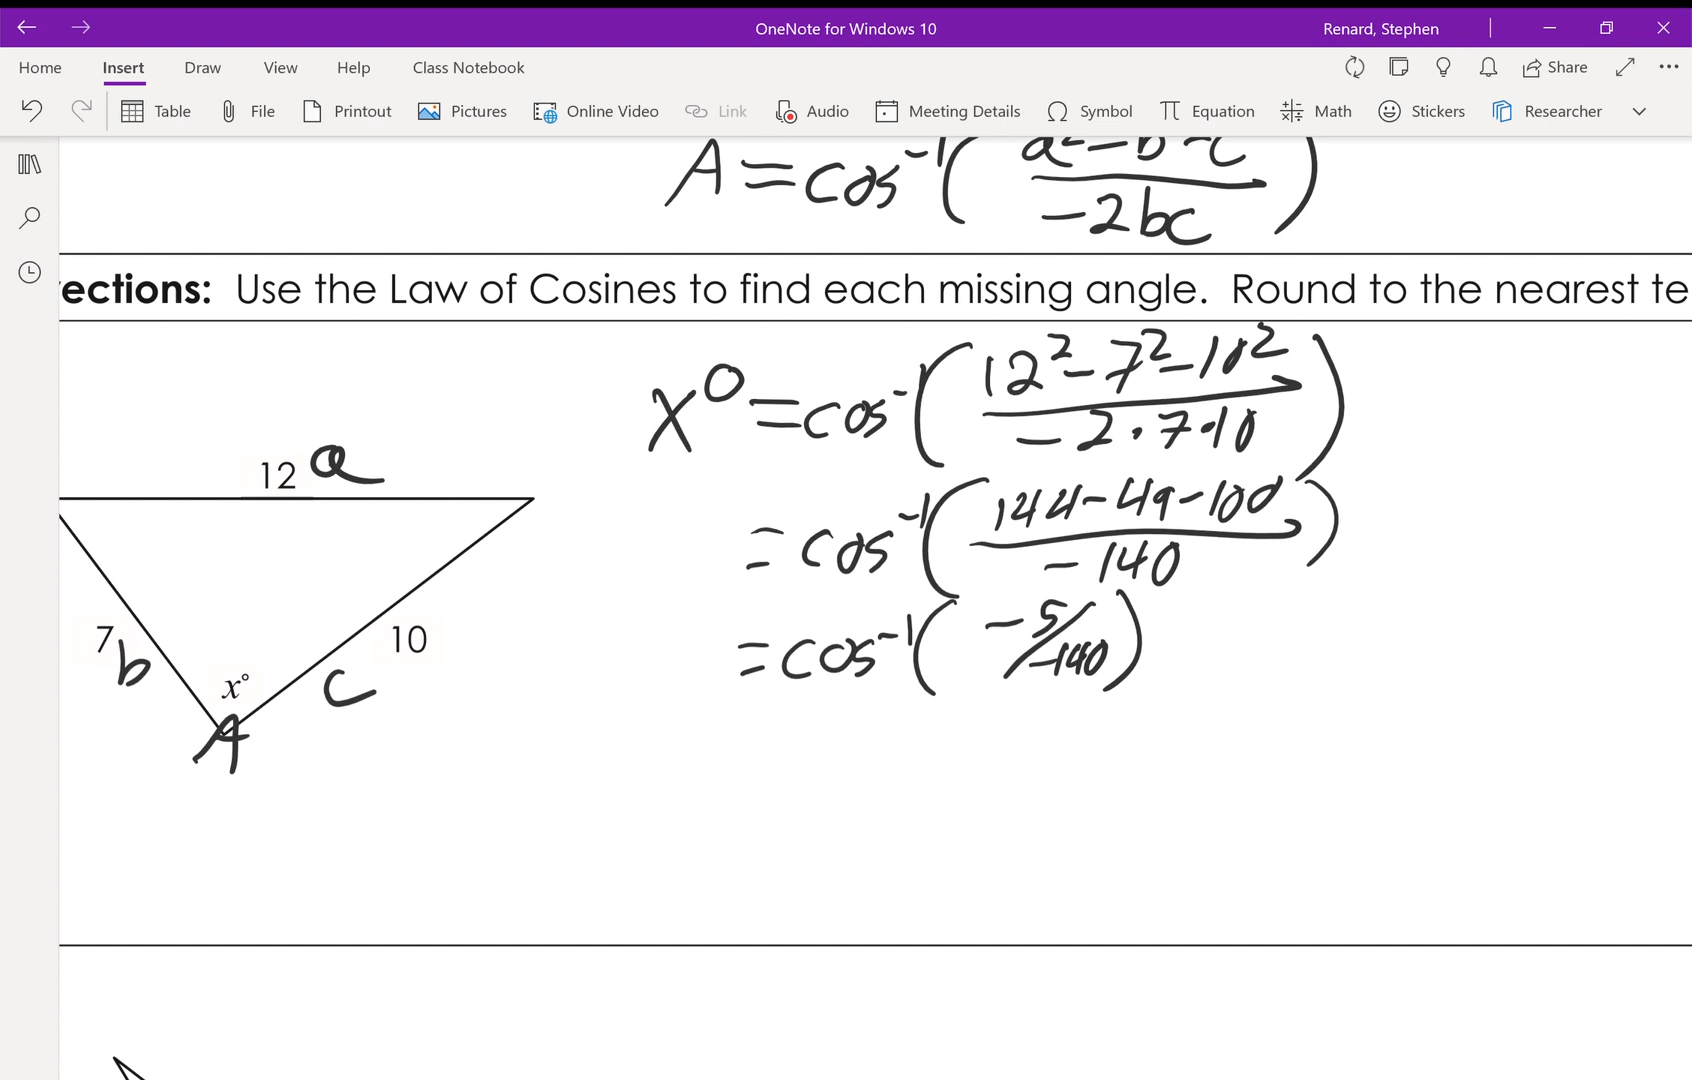 OneNote for Windows 10
Renard, Stephen
Home Insert Draw View Help Class Notebook Share
Table File Printout Pictures Online Video Link Audio Meeting Details Symbol Equation Math Stickers Researcher
A = cos⁻¹( a² - b² - c² / -2bc )
ections: Use the Law of Cosines to find each missing angle. Round to the nearest te
x° = cos⁻¹( 12² - 7² - 10² / -2·7·10 )
12 a
= cos⁻¹( 144 - 49 - 100 / -140 )
7 b
10
c
x°
A
= cos⁻¹( -5/-140 )